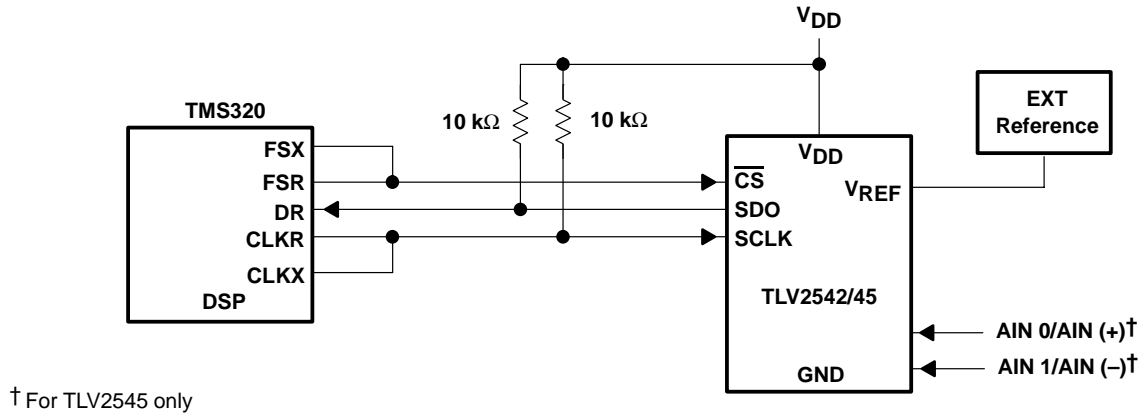 VDD
TMS320
10 kΩ
10 kΩ
EXT
Reference
FSX
FSR
DR
CLKR
CLKX
DSP
VDD
CS
SDO
SCLK
VREF
TLV2542/45
GND
AIN 0/AIN (+)†
AIN 1/AIN (–)†
† For TLV2545 only